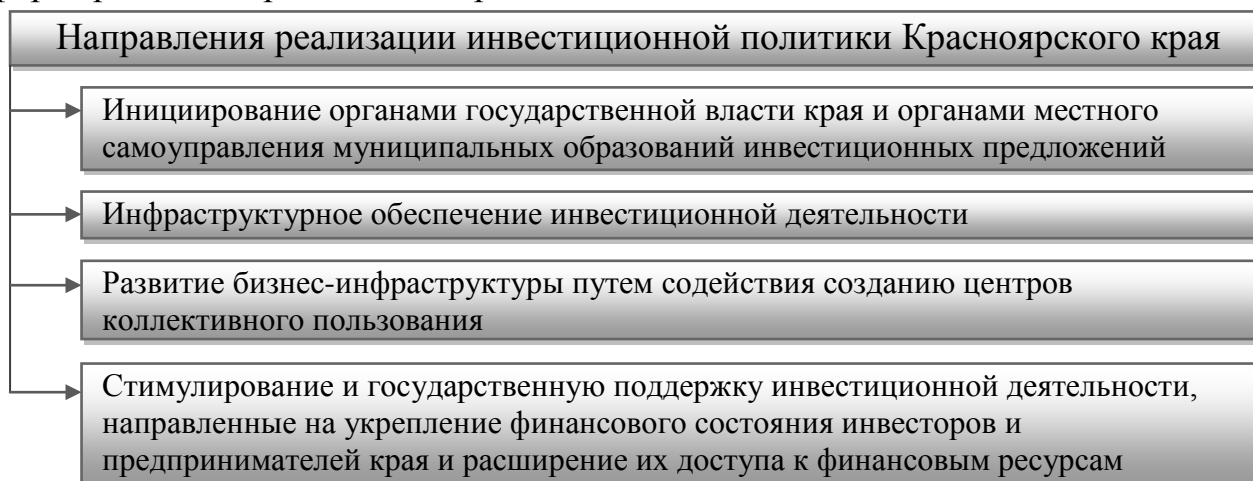 Направления реализации инвестиционной политики Красноярского края
Инициирование органами государственной власти края и органами местного
самоуправления муниципальных образований инвестиционных предложений
Инфраструктурное обеспечение инвестиционной деятельности
Развитие бизнес-инфраструктуры путем содействия созданию центров
коллективного пользования
Стимулирование и государственную поддержку инвестиционной деятельности,
направленные на укрепление финансового состояния инвесторов и
предпринимателей края и расширение их доступа к финансовым ресурсам